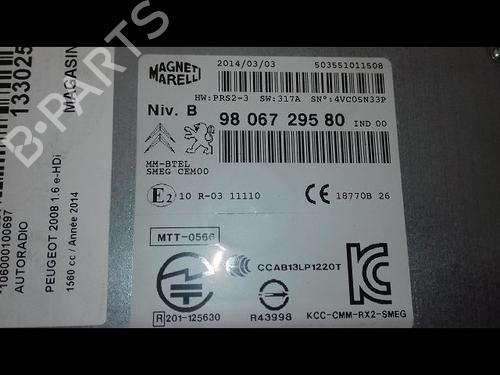 MAGNETI
MARELLI
2014/03/03
503551011508
HW:PRS2-3 SW:317A SN°:4VC05N33P
Niv. B
98 067 295 80 IND 00
MM-BTEL
SMEG CEM00
E2 10 R-03 11110
CE 18770B 26
MTT-0566
CCAB13LP1220T
R 201-125630
R43998
KCC-CMM-RX2-SMEG
106000100697
AUTORADIO
PEUGEOT 2008 1.6 e-HDi
1560 cc / Année 2014
MAGASIN
133025
B-PARTS